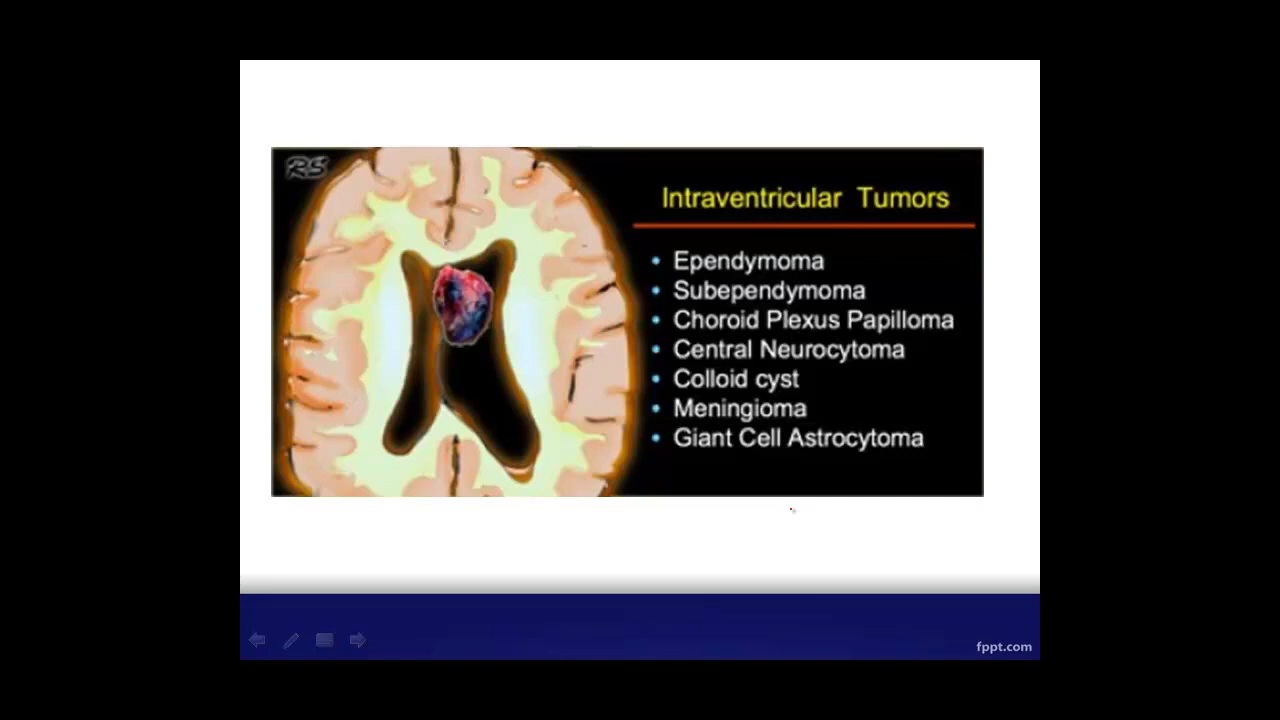 RS
Intraventricular Tumors
• Ependymoma
• Subependymoma
• Choroid Plexus Papilloma
• Central Neurocytoma
• Colloid cyst
• Meningioma
• Giant Cell Astrocytoma
fppt.com